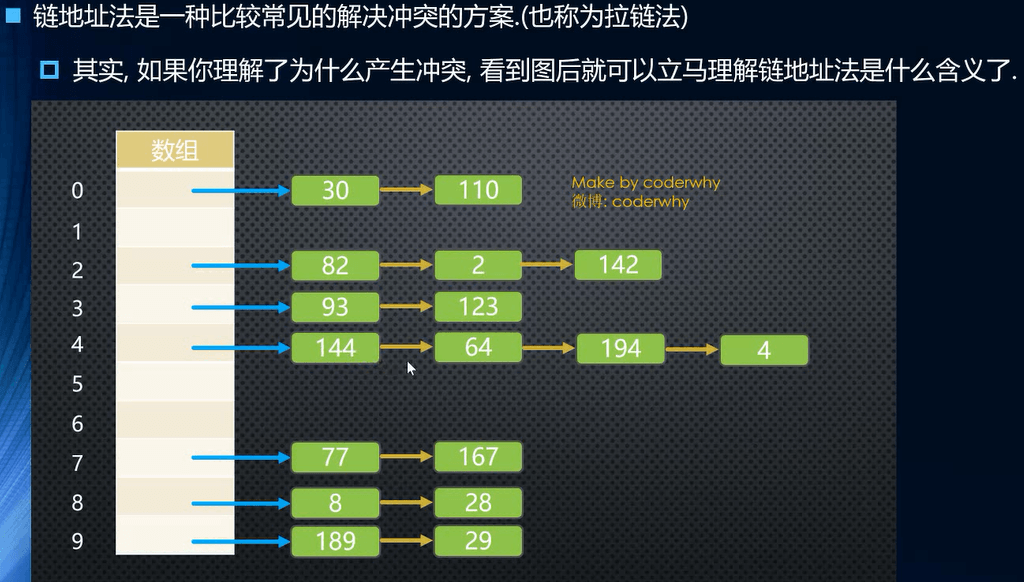 链地址法是一种比较常见的解决冲突的方案.(也称为拉链法)
其实, 如果你理解了为什么产生冲突, 看到图后就可以立马理解链地址法是什么含义了.
数组
0 30 110
Make by coderwhy
微博: coderwhy
1
2 82 2 142
3 93 123
4 144 64 194 4
5
6
7 77 167
8 8 28
9 189 29